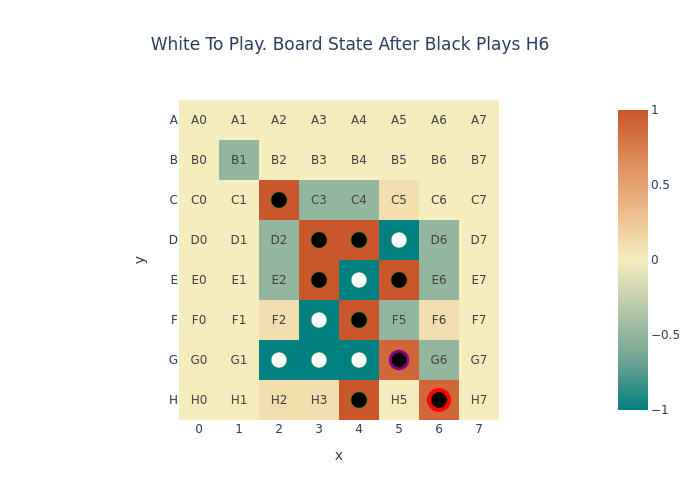 White To Play. Board State After Black Plays H6
A A0 A1 A2 A3 A4 A5 A6 A7
B B0 B1 B2 B3 B4 B5 B6 B7
C C0 C1 C3 C4 C5 C6 C7
D D0 D1 D2 D6 D7
E E0 E1 E2 E6 E7
F F0 F1 F2 F5 F6 F7
G G0 G1 G6 G7
H H0 H1 H2 H3 H5 H7
0 1 2 3 4 5 6 7
x
y
1
0.5
0
−0.5
−1